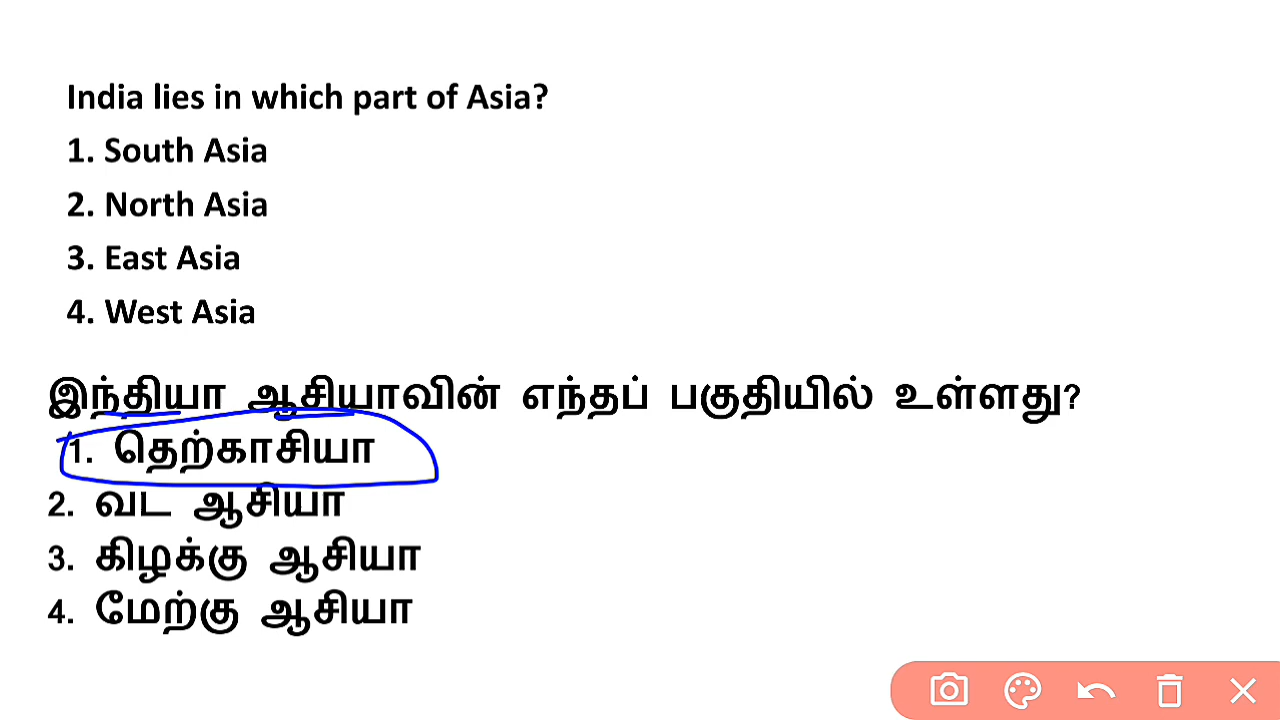 India lies in which part of Asia?
1. South Asia
2. North Asia
3. East Asia
4. West Asia
இந்தியா ஆசியாவின் எந்தப் பகுதியில் உள்ளது?
1. தெற்காசியா
2. வட ஆசியா
3. கிழக்கு ஆசியா
4. மேற்கு ஆசியா